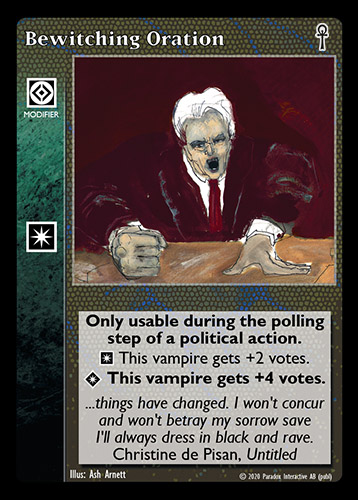 Bewitching Oration
MODIFIER
Only usable during the polling
step of a political action.
This vampire gets +2 votes.
This vampire gets +4 votes.
...things have changed. I won't concur
and won't betray my sorrow save
I'll always dress in black and rave.
Christine de Pisan, Untitled
Illus: Ash Arnett
© 2020 Paradox Interactive AB (publ)